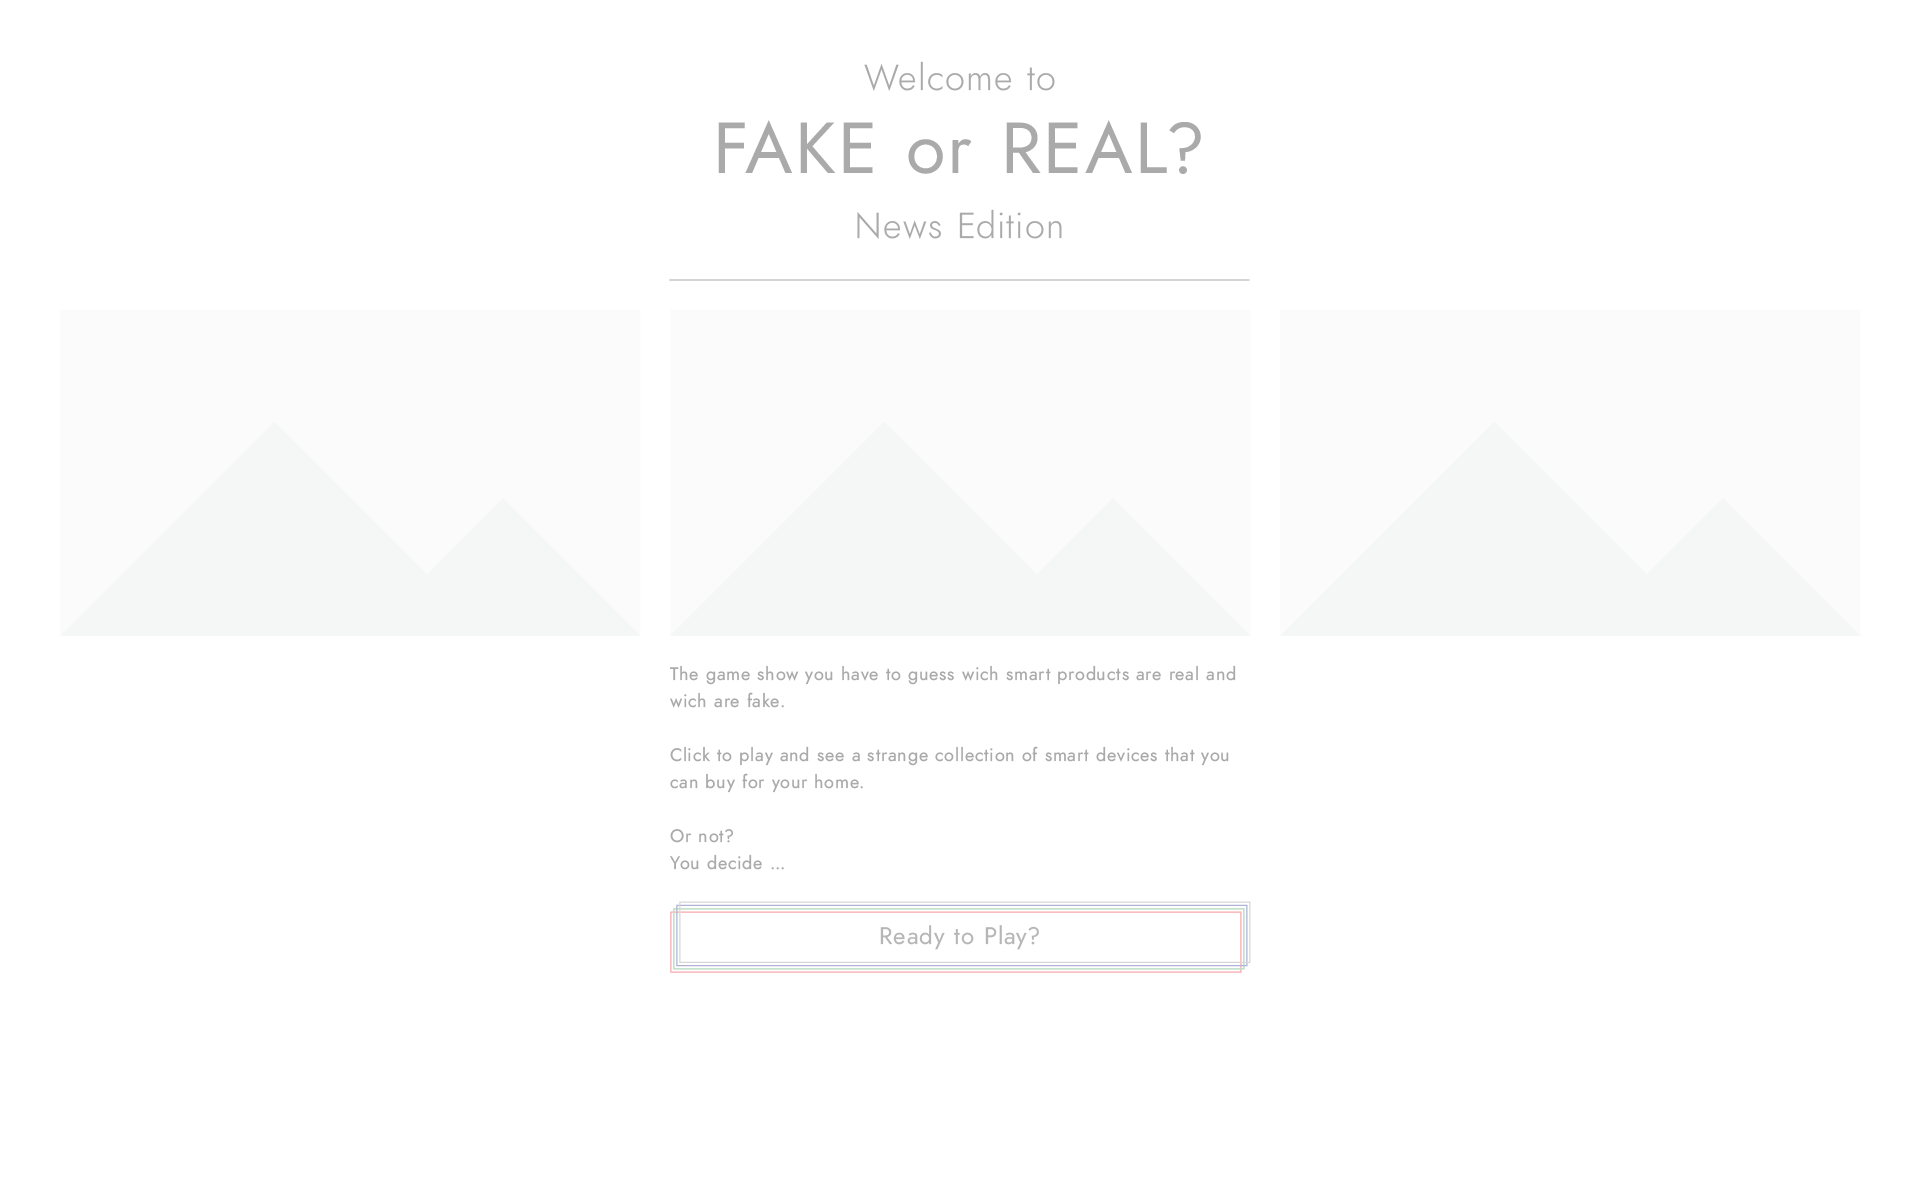 Welcome to
FAKE or REAL?
News Edition
The game show you have to guess wich smart products are real and
wich are fake.
Click to play and see a strange collection of smart devices that you
can buy for your home.
Or not?
You decide ...
Ready to Play?